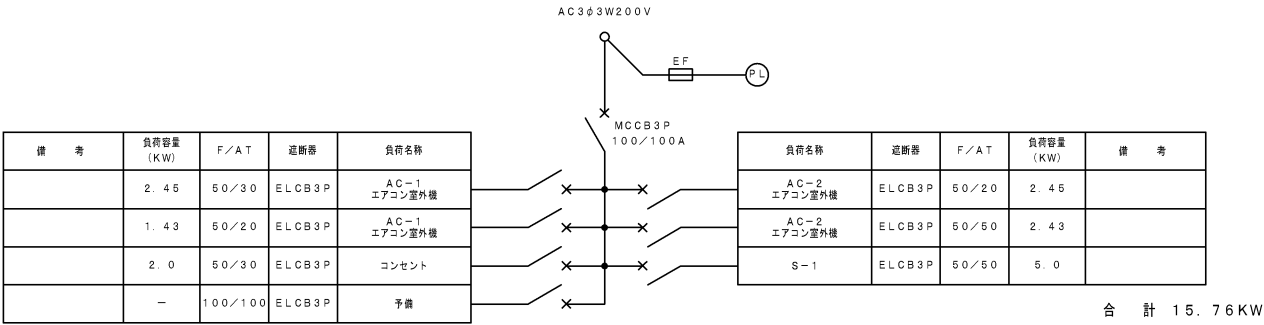 AC3φ3W200V
EF
PL
MCCB3P
100/100A
備 考 負荷容量(KW) F/AT 遮断器 負荷名称
2.45 50/30 ELCB3P AC-1 エアコン室外機
1.43 50/20 ELCB3P AC-1 エアコン室外機
2.0 50/30 ELCB3P コンセント
- 100/100 ELCB3P 予備
負荷名称 遮断器 F/AT 負荷容量(KW) 備 考
AC-2 エアコン室外機 ELCB3P 50/20 2.45
AC-2 エアコン室外機 ELCB3P 50/50 2.43
S-1 ELCB3P 50/50 5.0
合 計 15.76KW